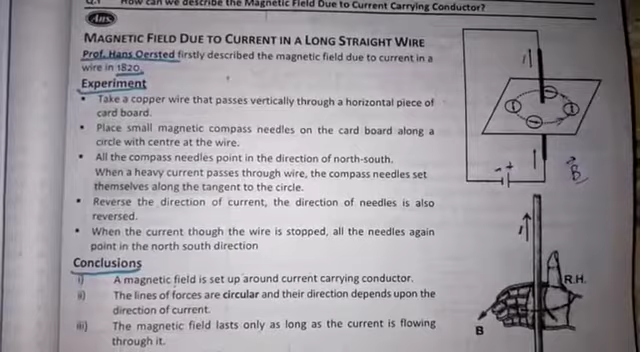 Q.1 How can we describe the Magnetic Field Due to Current Carrying Conductor?
Ans
MAGNETIC FIELD DUE TO CURRENT IN A LONG STRAIGHT WIRE
Prof. Hans Oersted firstly described the magnetic field due to current in a
wire in 1820.
Experiment
• Take a copper wire that passes vertically through a horizontal piece of
card board.
• Place small magnetic compass needles on the card board along a
circle with centre at the wire.
• All the compass needles point in the direction of north-south.
When a heavy current passes through wire, the compass needles set
themselves along the tangent to the circle.
• Reverse the direction of current, the direction of needles is also
reversed.
• When the current though the wire is stopped, all the needles again
point in the north south direction
Conclusions
i) A magnetic field is set up around current carrying conductor.
ii) The lines of forces are circular and their direction depends upon the
direction of current.
iii) The magnetic field lasts only as long as the current is flowing
through it.
I
- +
B
I
R.H.
B